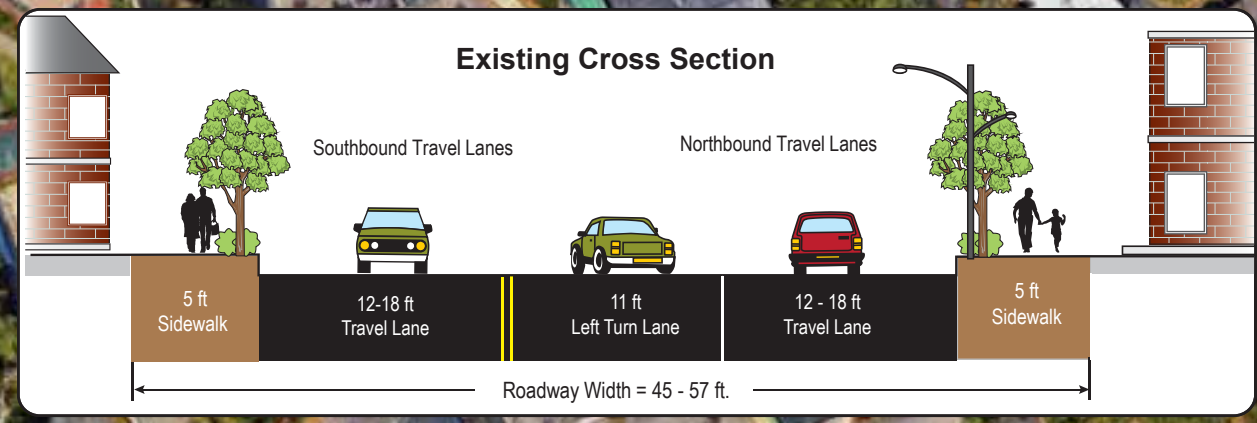 Existing Cross Section
Southbound Travel Lanes
Northbound Travel Lanes
5 ft
Sidewalk
12-18 ft
Travel Lane
11 ft
Left Turn Lane
12 - 18 ft
Travel Lane
5 ft
Sidewalk
Roadway Width = 45 - 57 ft.